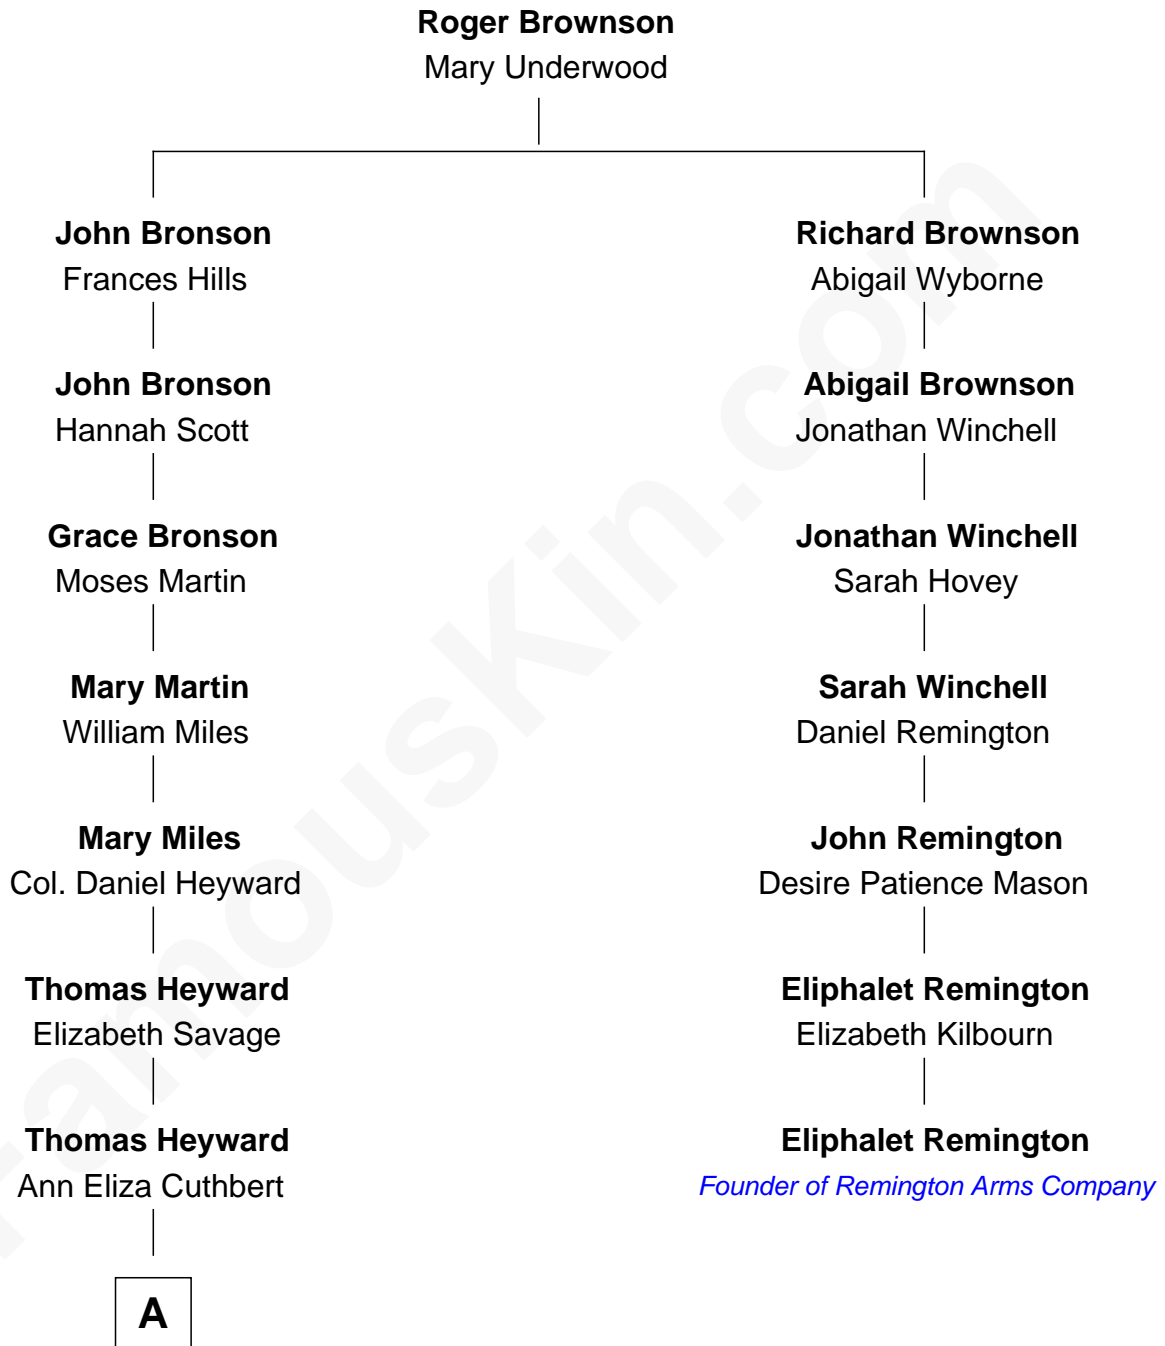 Roger Brownson
Mary Underwood
John Bronson
Frances Hills
Richard Brownson
Abigail Wyborne
John Bronson
Hannah Scott
Abigail Brownson
Jonathan Winchell
Grace Bronson
Moses Martin
Jonathan Winchell
Sarah Hovey
Mary Martin
William Miles
Sarah Winchell
Daniel Remington
Mary Miles
Col. Daniel Heyward
John Remington
Desire Patience Mason
Thomas Heyward
Elizabeth Savage
Eliphalet Remington
Elizabeth Kilbourn
Thomas Heyward
Ann Eliza Cuthbert
Eliphalet Remington
Founder of Remington Arms Company
A
FamousKin.com